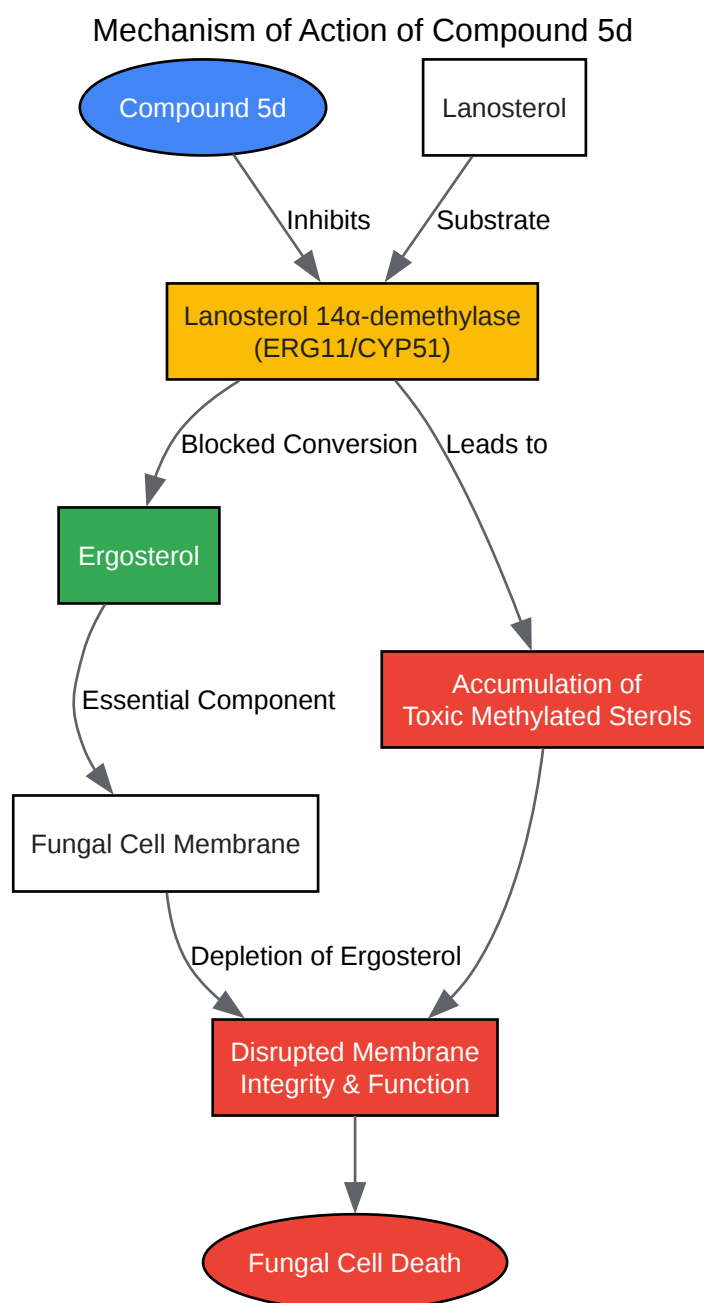 Mechanism of Action of Compound 5d
Compound 5d
Lanosterol
Inhibits
Substrate
Lanosterol 14α-demethylase
(ERG11/CYP51)
Blocked Conversion
Leads to
Ergosterol
Accumulation of
Toxic Methylated Sterols
Essential Component
Fungal Cell Membrane
Depletion of Ergosterol
Disrupted Membrane
Integrity & Function
Fungal Cell Death